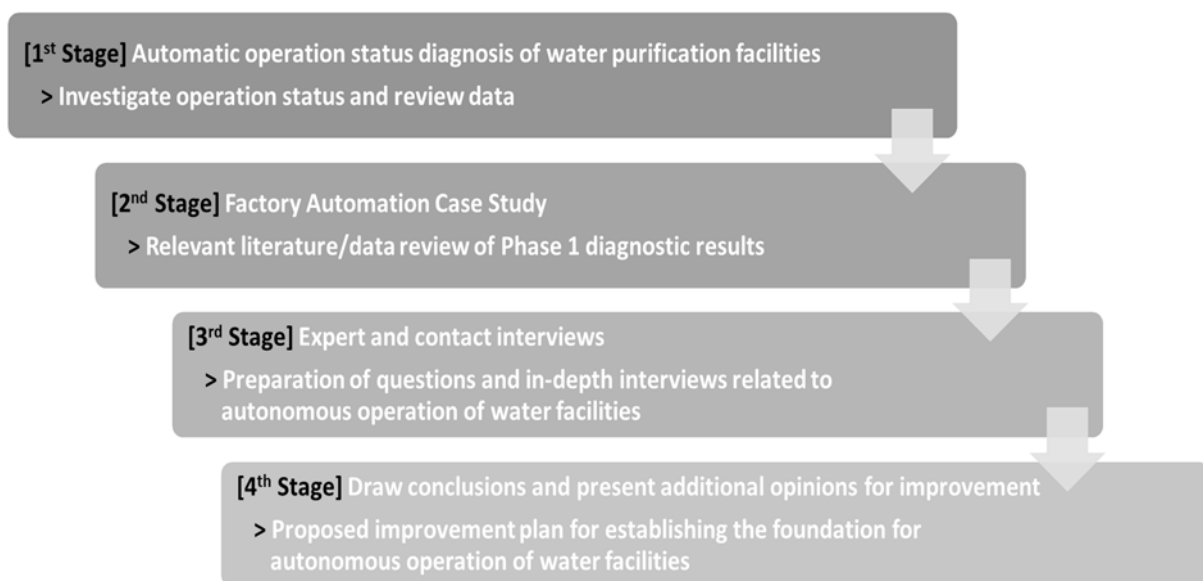 [1st Stage] Automatic operation status diagnosis of water purification facilities
> Investigate operation status and review data
[2nd Stage] Factory Automation Case Study
> Relevant literature/data review of Phase 1 diagnostic results
[3rd Stage] Expert and contact interviews
> Preparation of questions and in-depth interviews related to
autonomous operation of water facilities
[4th Stage] Draw conclusions and present additional opinions for improvement
> Proposed improvement plan for establishing the foundation for
autonomous operation of water facilities